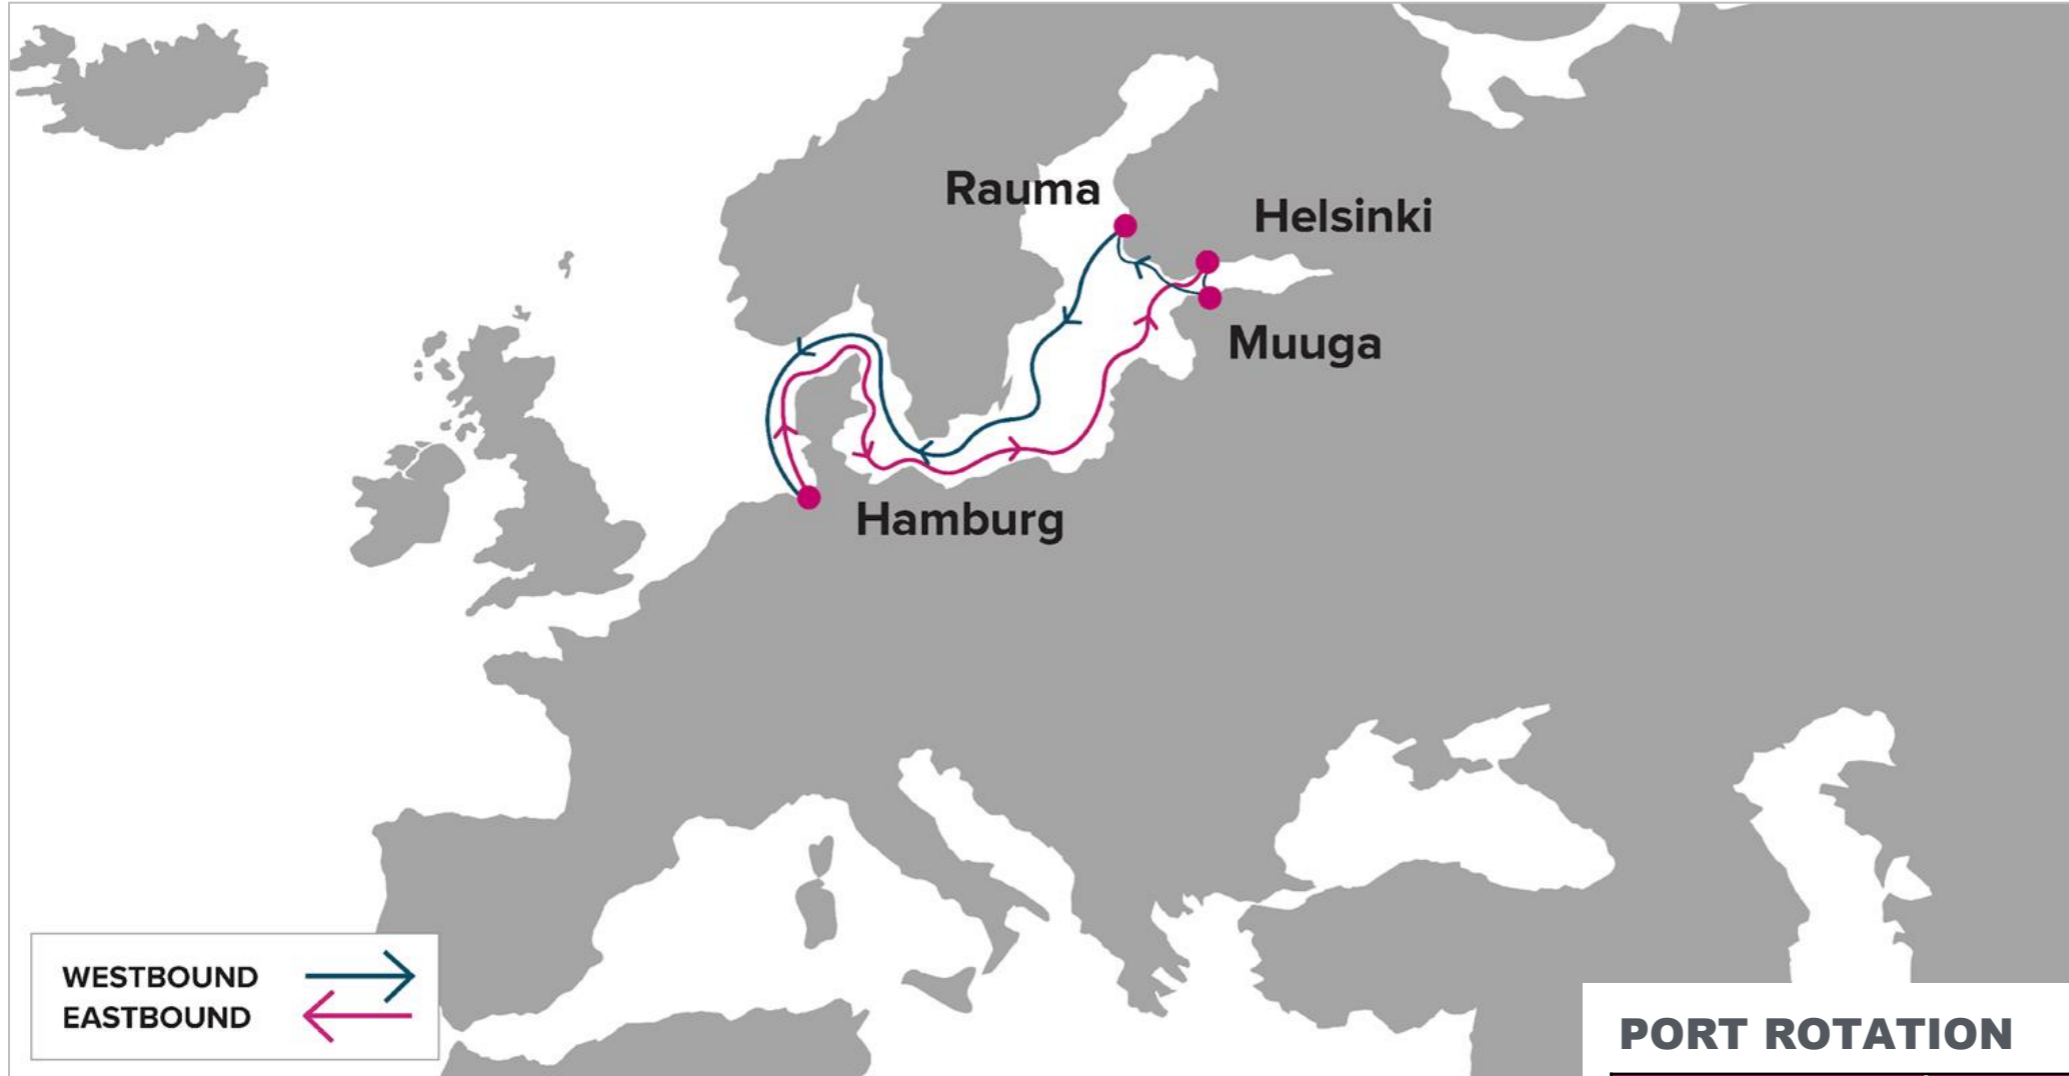 Rauma
Helsinki
Muuga
Hamburg
WESTBOUND
EASTBOUND
PORT ROTATION